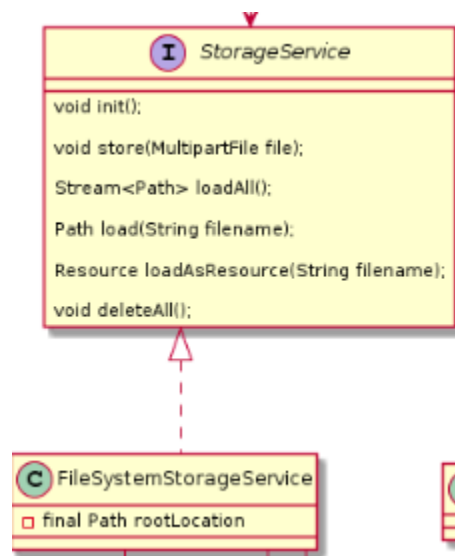 I StorageService
void init();
void store(MultipartFile file);
Stream<Path> loadAll();
Path load(String filename);
Resource loadAsResource(String filename);
void deleteAll();
C FileSystemStorageService
final Path rootLocation